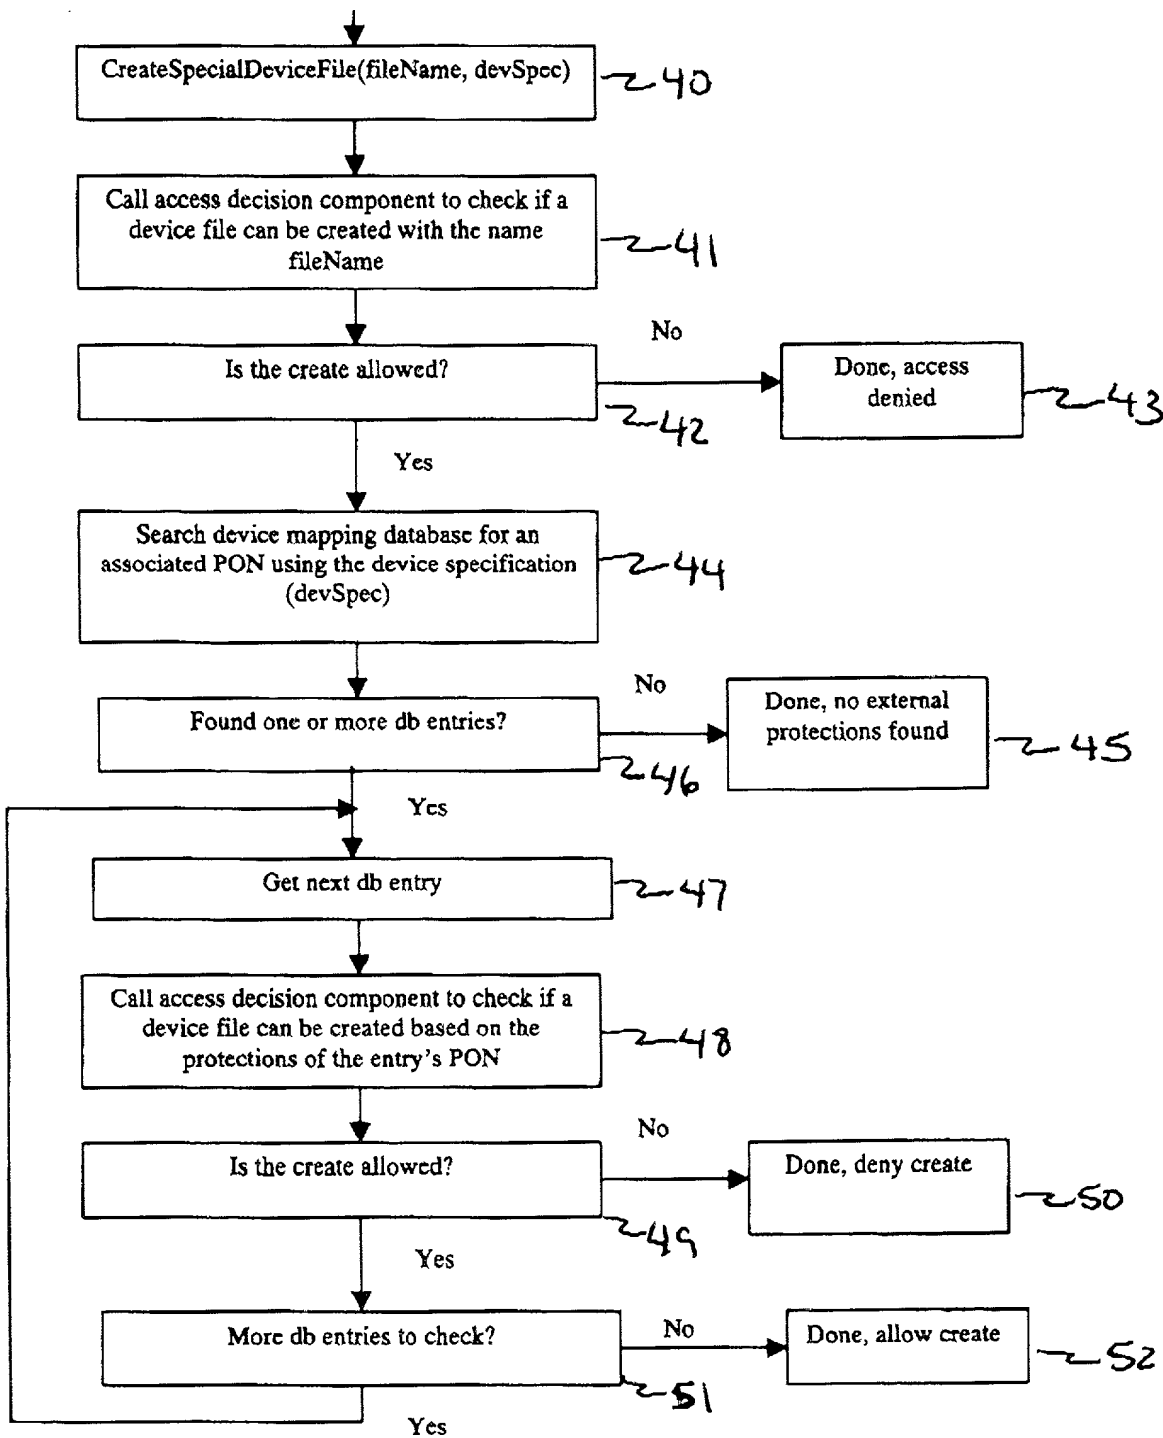 CreateSpecialDeviceFile(fileName, devSpec)
40
Call access decision component to check if a
device file can be created with the name
fileName
41
No
Is the create allowed?
42
Done, access
denied
43
Yes
Search device mapping database for an
associated PON using the device specification
(devSpec)
44
No
Found one or more db entries?
46
Done, no external
protections found
45
Yes
Get next db entry
47
Call access decision component to check if a
device file can be created based on the
protections of the entry's PON
48
No
Is the create allowed?
49
Done, deny create
50
Yes
More db entries to check?
51
No
Done, allow create
52
Yes